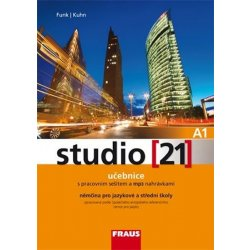 Funk | Kuhn
A1
studio [21]
učebnice
s pracovním sešitem a mp3 nahrávkami
němčina pro jazykové a střední školy
FRAUS